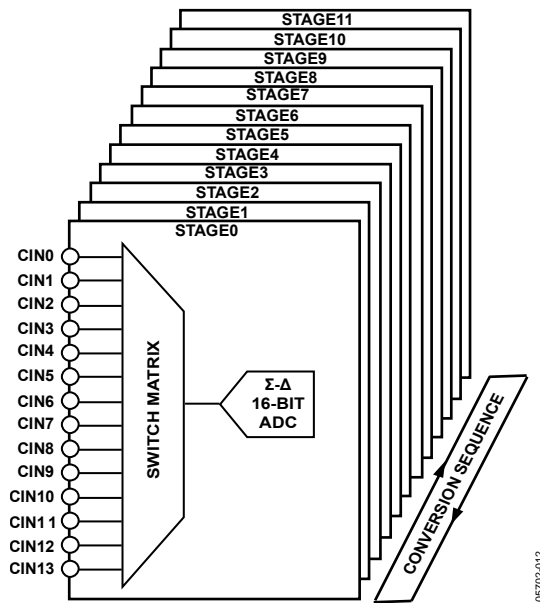 STAGE11
STAGE10
STAGE9
STAGE8
STAGE7
STAGE6
STAGE5
STAGE4
STAGE3
STAGE2
STAGE1
STAGE0
CIN0
CIN1
CIN2
CIN3
CIN4
CIN5
CIN6
CIN7
CIN8
CIN9
CIN10
CIN11
CIN12
CIN13
SWITCH MATRIX
Σ-Δ
16-BIT
ADC
CONVERSION SEQUENCE
05702-012